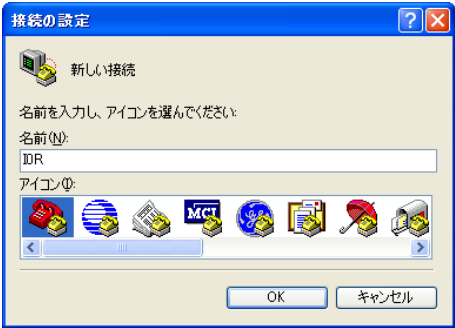 接続の設定
新しい接続
名前を入力し、アイコンを選んでください:
名前(N):
IDR
アイコン(I):
MCI
OK
キャンセル